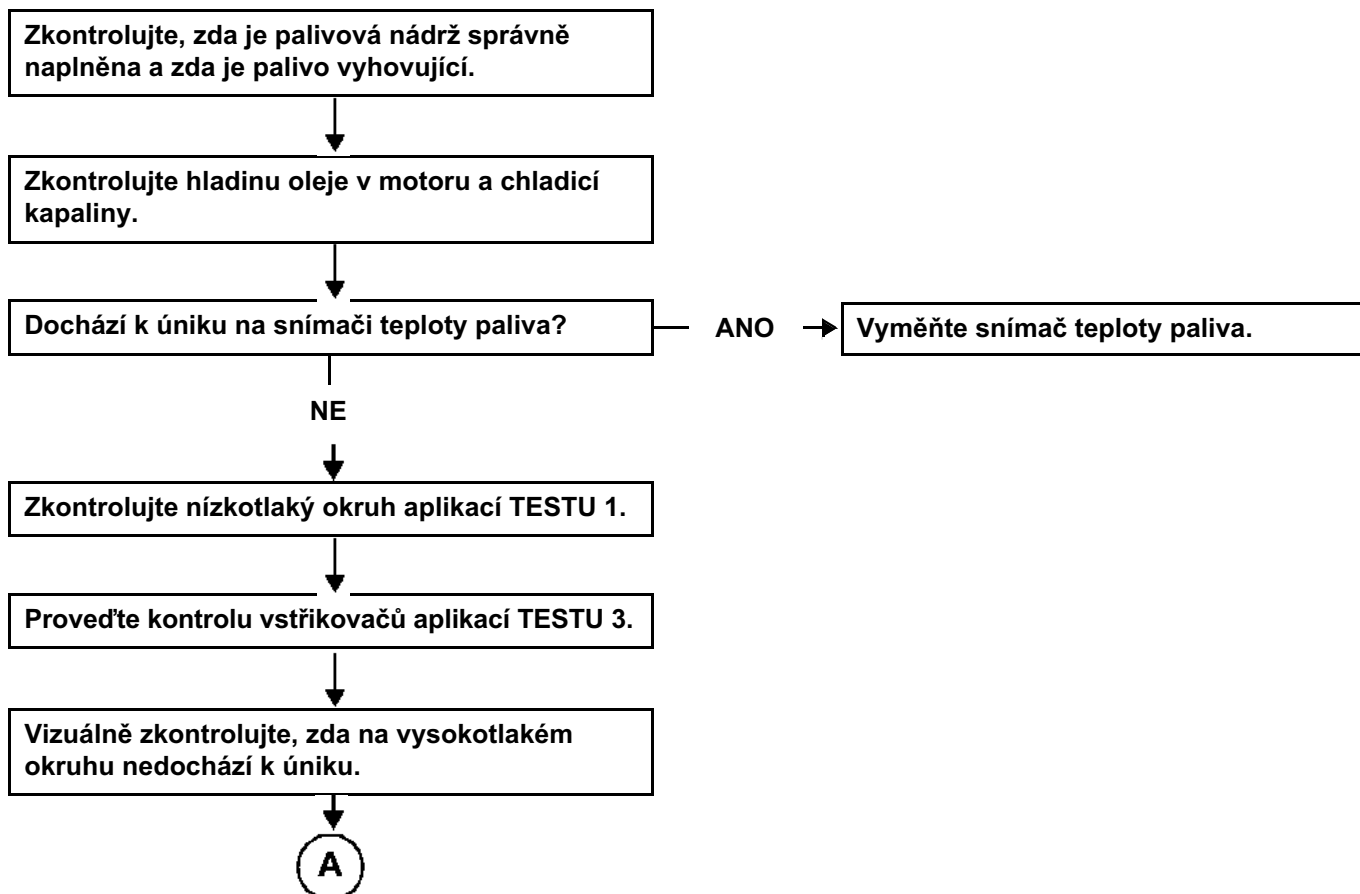 Zkontrolujte, zda je palivová nádrž správně
naplněna a zda je palivo vyhovující.
Zkontrolujte hladinu oleje v motoru a chladicí
kapaliny.
Dochází k úniku na snímači teploty paliva?
ANO
Vyměňte snímač teploty paliva.
NE
Zkontrolujte nízkotlaký okruh aplikací TESTU 1.
Proveďte kontrolu vstřikovačů aplikací TESTU 3.
Vizuálně zkontrolujte, zda na vysokotlakém
okruhu nedochází k úniku.
A